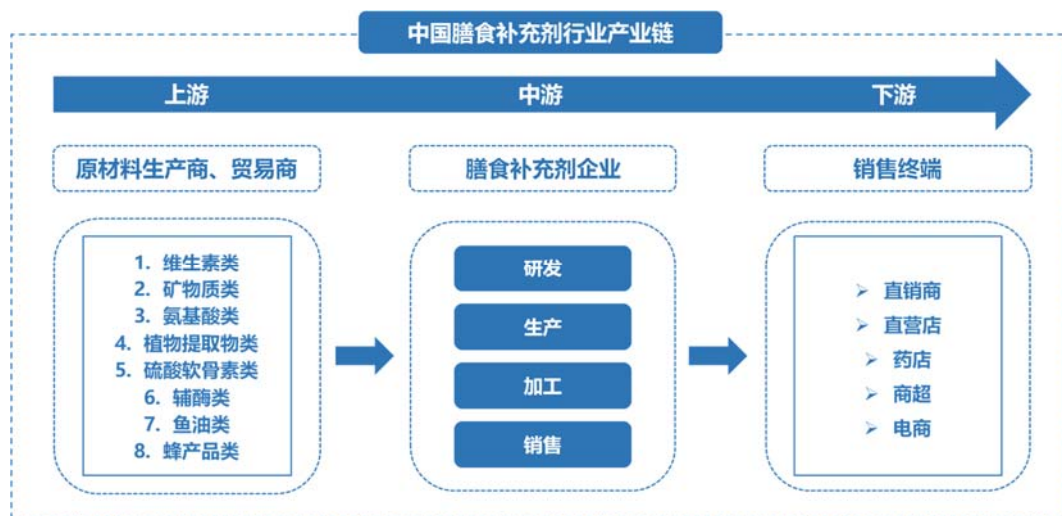 中国膳食补充剂行业产业链
上游
中游
下游
原材料生产商、贸易商
膳食补充剂企业
销售终端
1. 维生素类
2. 矿物质类
3. 氨基酸类
4. 植物提取物类
5. 硫酸软骨素类
6. 辅酶类
7. 鱼油类
8. 蜂产品类
研发
生产
加工
销售
➢ 直销商
➢ 直营店
➢ 药店
➢ 商超
➢ 电商